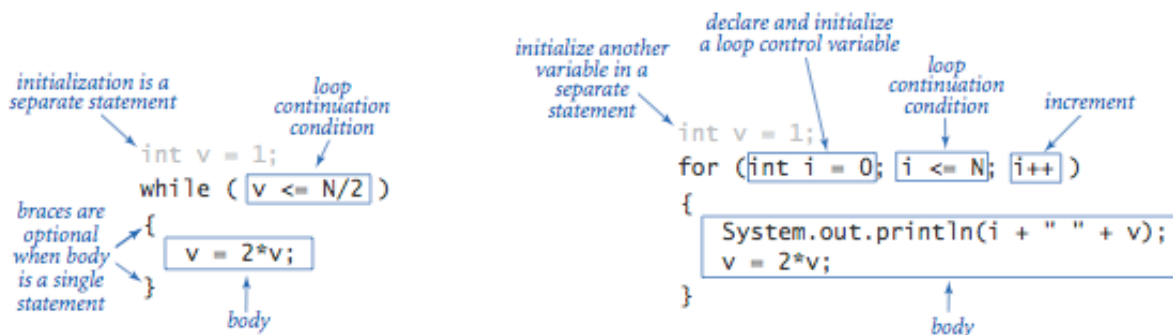 initialization is a
separate statement
loop
continuation
condition
int v = 1;
while ( v <= N/2 )
braces are
optional
when body
is a single
statement
{
v = 2*v;
}
body
declare and initialize
a loop control variable
initialize another
variable in a
separate
statement
loop
continuation
condition
increment
int v = 1;
for (int i = 0; i <= N; i++ )
{
System.out.println(i + " " + v);
v = 2*v;
}
body